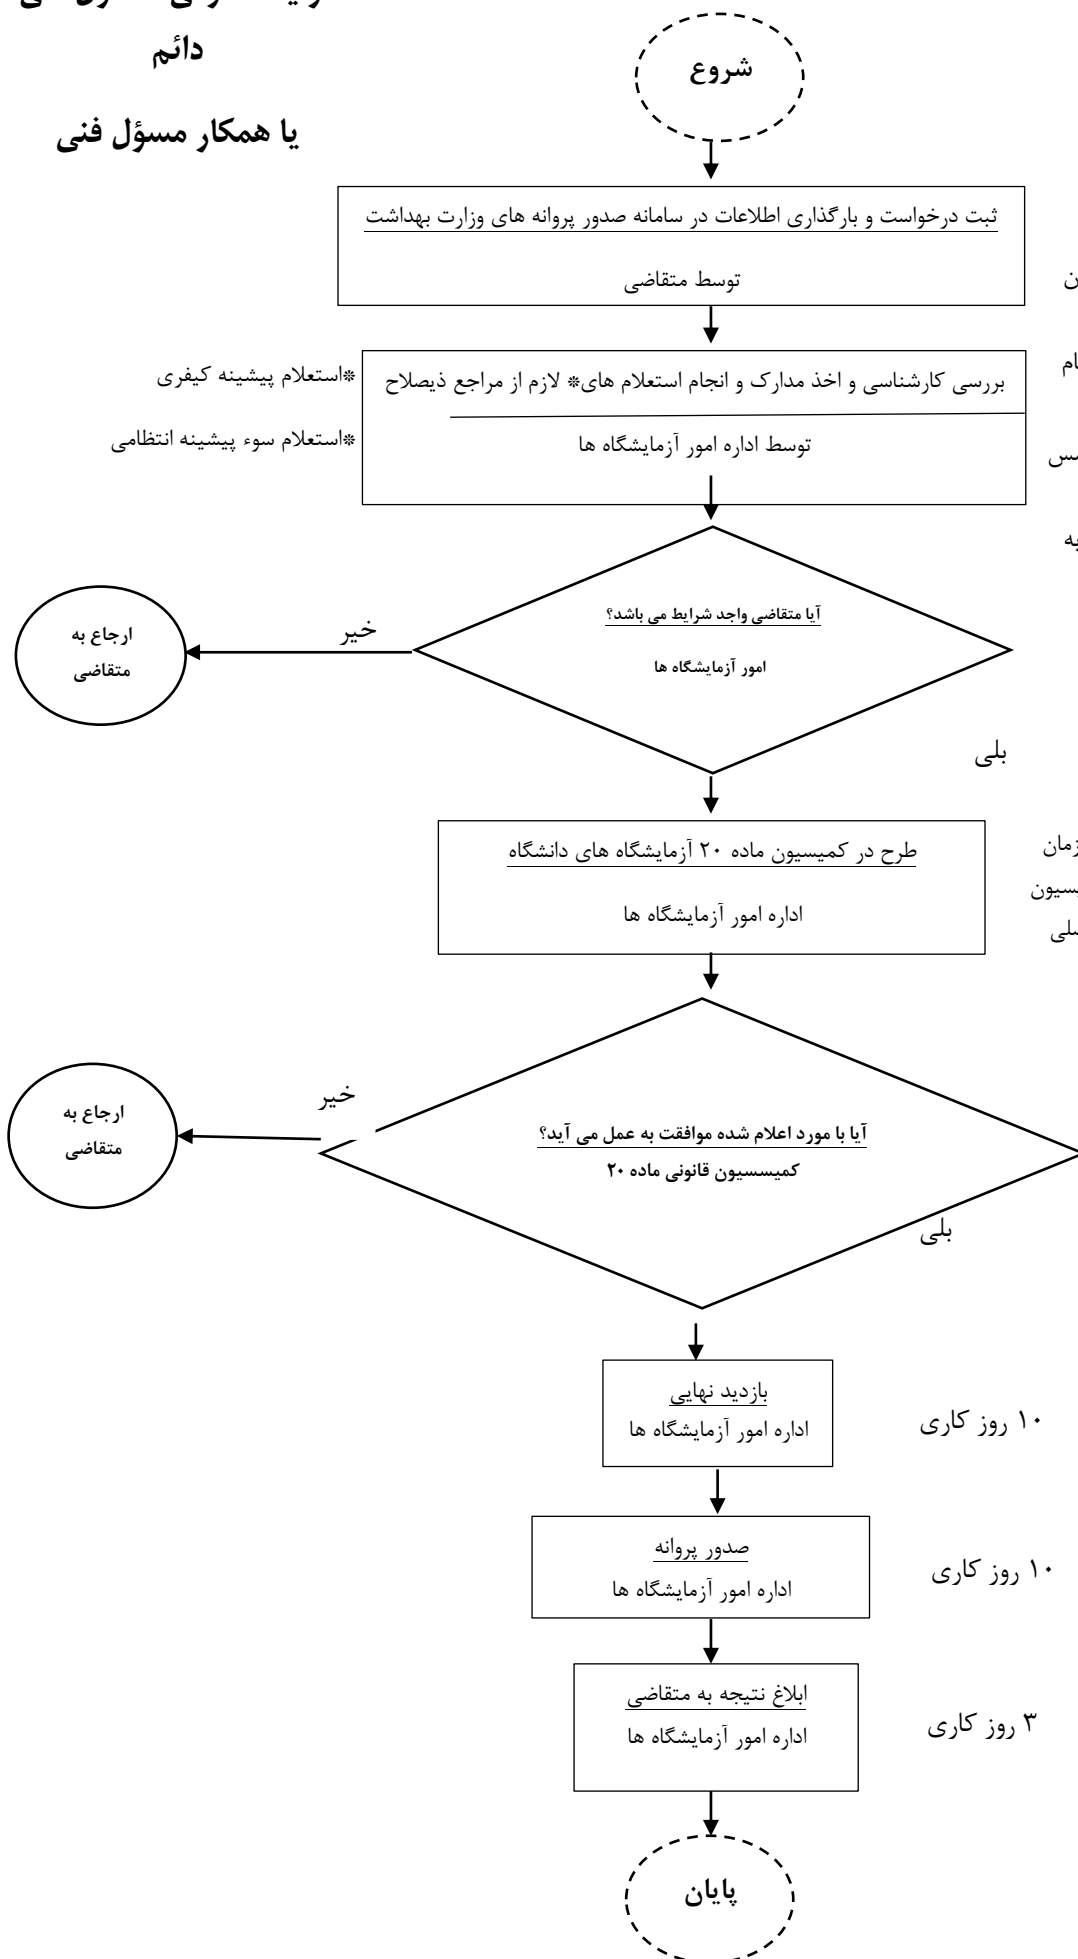 دائم
یا همکار مسؤل فنی
شروع
ثبت درخواست و بارگذاری اطلاعات در سامانه صدور پروانه های وزارت بهداشت
توسط متقاضی
بررسی کارشناسی و اخذ مدارک و انجام استعلام های* لازم از مراجع ذیصلاح
توسط اداره امور آزمایشگاه ها
*استعلام پیشینه کیفری
*استعلام سوء پیشینه انتظامی
آیا متقاضی واجد شرایط می باشد؟
امور آزمایشگاه ها
خیر
ارجاع به
متقاضی
بلی
طرح در کمیسیون ماده ۲۰ آزمایشگاه های دانشگاه
اداره امور آزمایشگاه ها
زمان
آیا با مورد اعلام شده موافقت به عمل می آید؟
کمیسسیون قانونی ماده ۲۰
خیر
ارجاع به
متقاضی
بلی
بازدید نهایی
اداره امور آزمایشگاه ها
۱۰ روز کاری
صدور پروانه
اداره امور آزمایشگاه ها
۱۰ روز کاری
ابلاغ نتیجه به متقاضی
اداره امور آزمایشگاه ها
۳ روز کاری
پایان